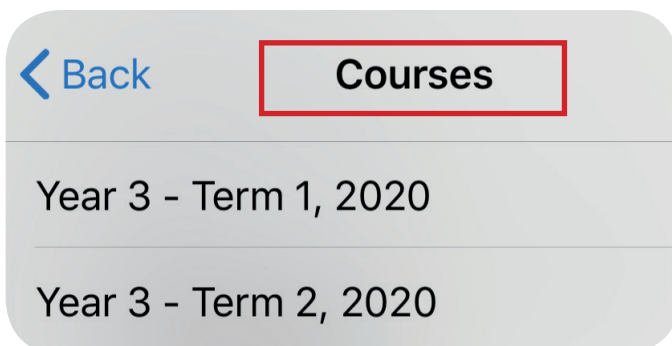 Back
Courses
Year 3 - Term 1, 2020
Year 3 - Term 2, 2020